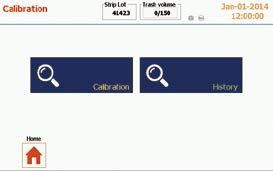 Calibration
Strip Lot
41423
Trash volume
0/150
Jan-01-2014
12:00:00
Calibration
History
Home